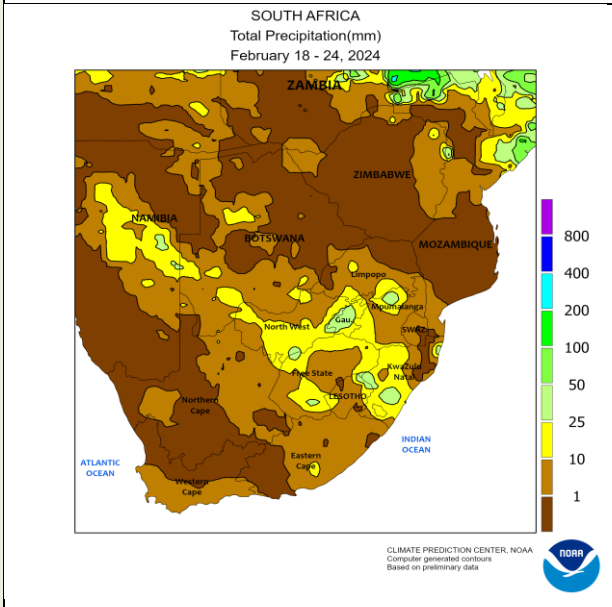 SOUTH AFRICA
Total Precipitation(mm)
February 18 - 24, 2024
ZAMBIA
ZIMBABWE
NAMIBIA
BOTSWANA
MOZAMBIQUE
Limpopo
Moumalanga
Gau.
North West
SWAZ.
Free State
KwaZulu
Natal
LESOTHO
Northern
Cape
INDIAN
OCEAN
Eastern
Cape
ATLANTIC
OCEAN
Western
Cape
800
400
200
100
50
25
10
1
CLIMATE PREDICTION CENTER, NOAA
Computer generated contours
Based on preliminary data
NOAA